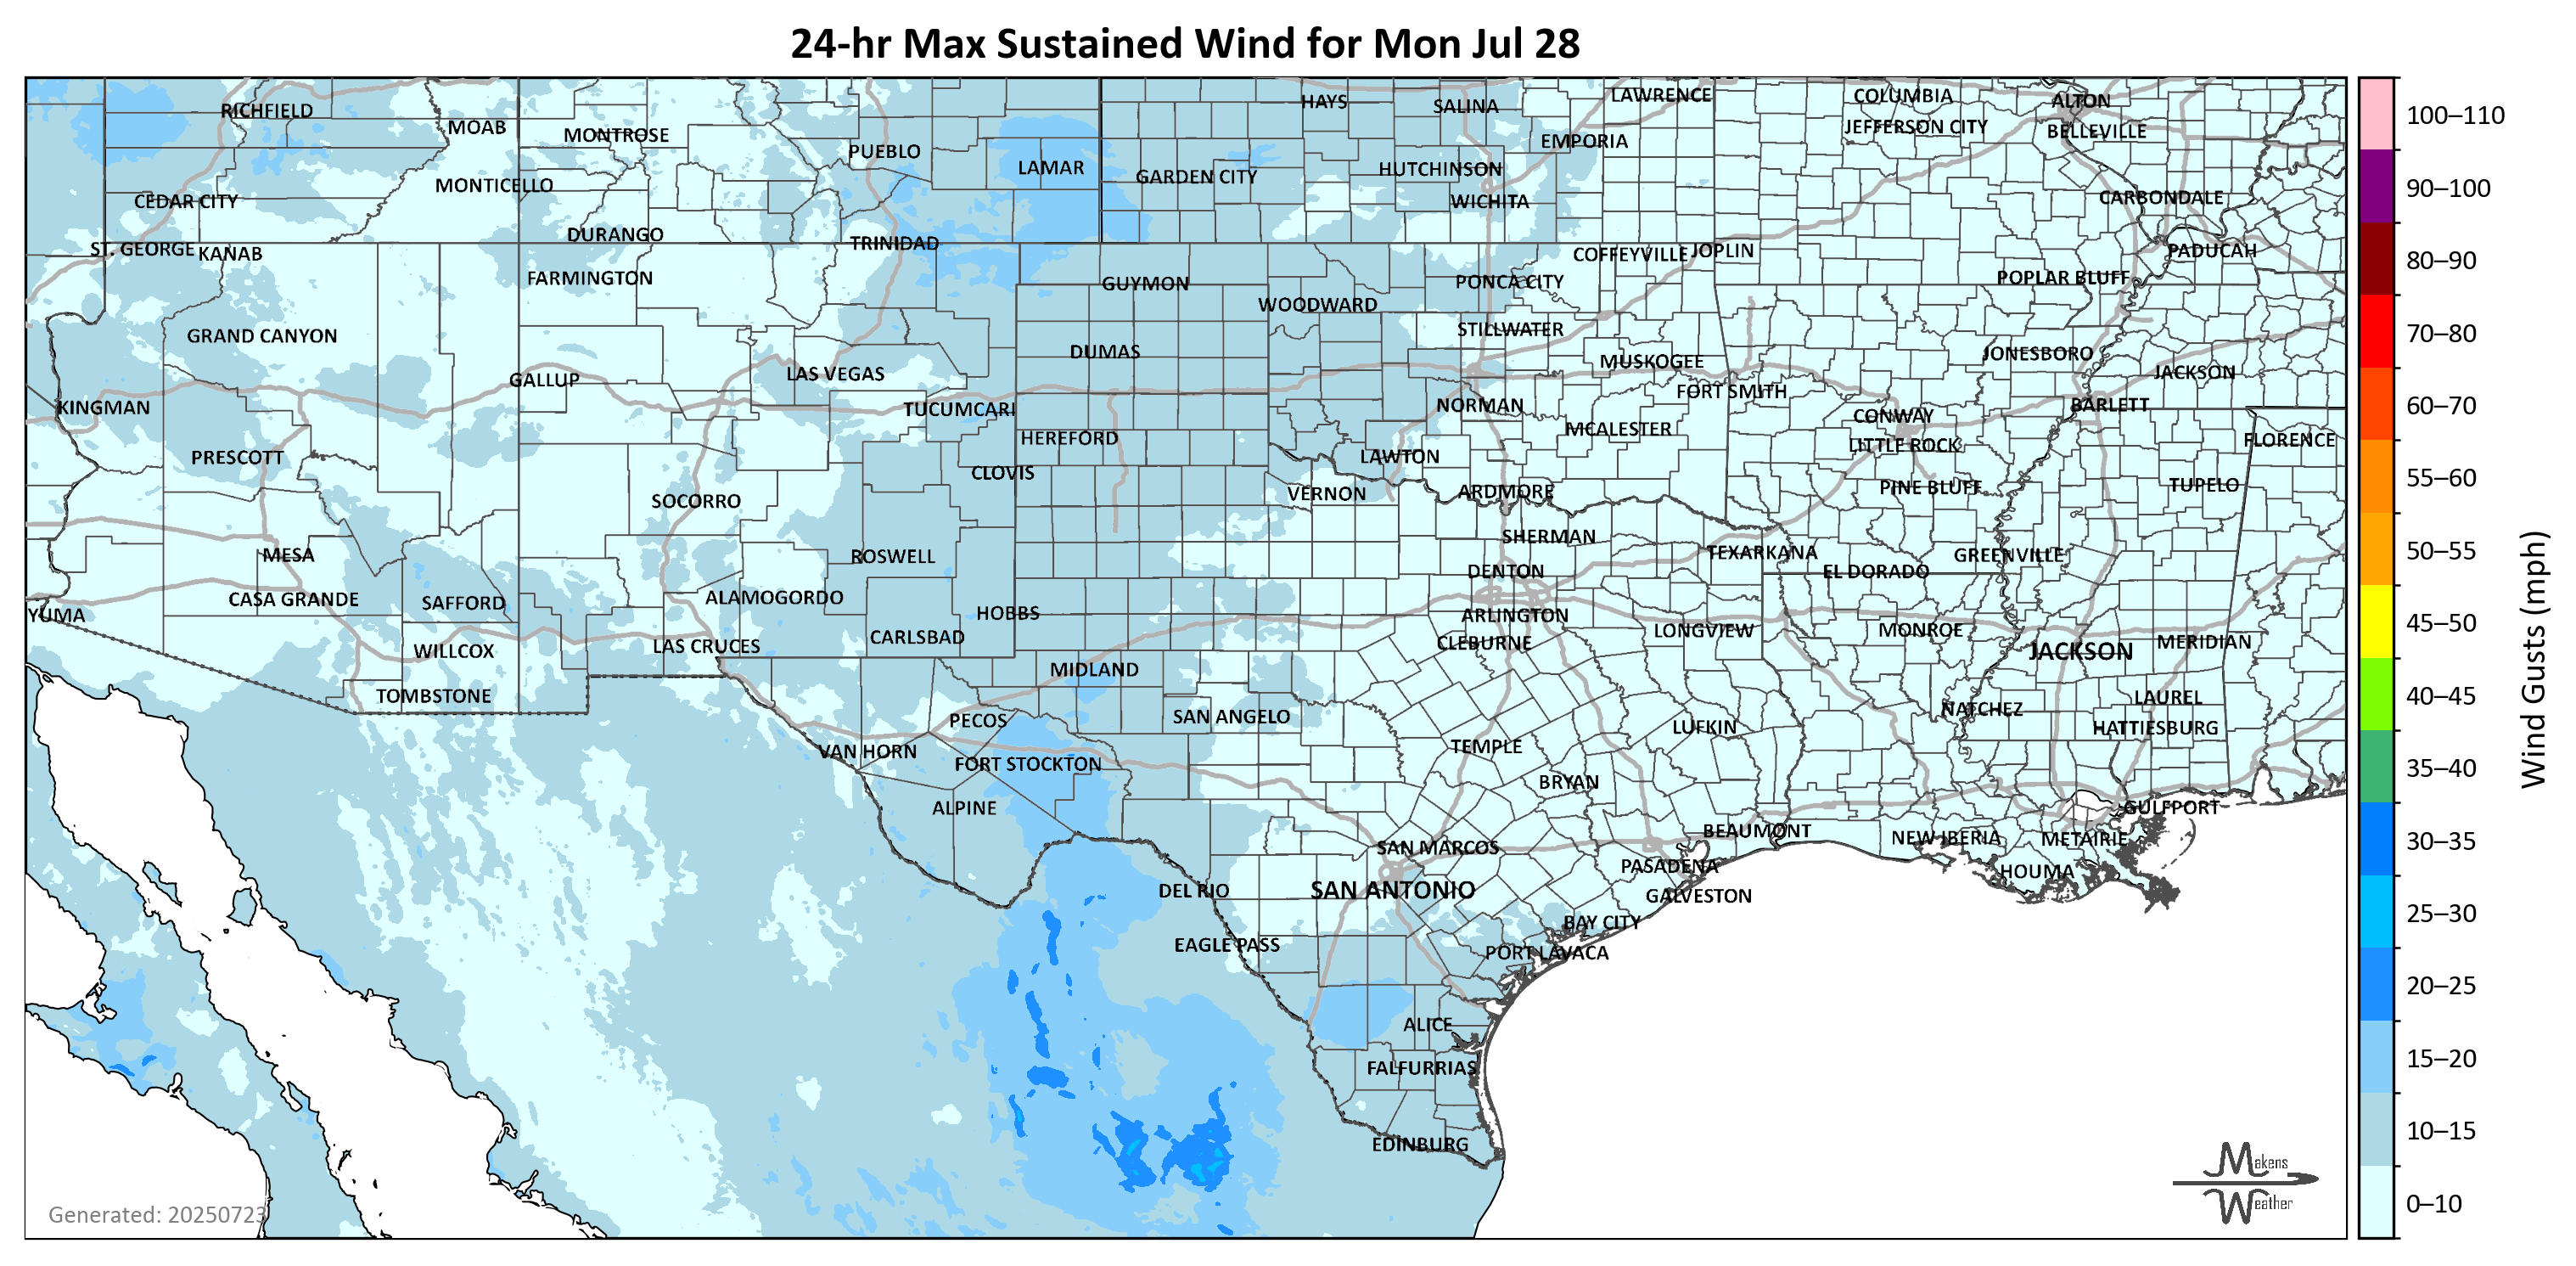 24-hr Max Sustained Wind for Mon Jul 28
RICHFIELD
MOAB
MONTROSE
PUEBLO
LAMAR
HAYS
SALINA
LAWRENCE
COLUMBIA
ALTON
JEFFERSON CITY
BELLEVILLE
EMPORIA
GARDEN CITY
HUTCHINSON
MONTICELLO
CEDAR CITY
WICHITA
CARBONDALE
DURANGO
TRINIDAD
ST. GEORGE
KANAB
COFFEYVILLE
JOPLIN
PADUCAH
FARMINGTON
GUYMON
PONCA CITY
POPLAR BLUFF
WOODWARD
GRAND CANYON
STILLWATER
DUMAS
MUSKOGEE
JONESBORO
GALLUP
LAS VEGAS
JACKSON
FORT SMITH
KINGMAN
TUCUMCARI
NORMAN
CONWAY
BARLETT
HEREFORD
MCALESTER
LITTLE ROCK
FLORENCE
PRESCOTT
CLOVIS
LAWTON
SOCORRO
VERNON
ARDMORE
PINE BLUFF
TUPELO
MESA
ROSWELL
SHERMAN
TEXARKANA
GREENVILLE
DENTON
EL DORADO
CASA GRANDE
SAFFORD
ALAMOGORDO
HOBBS
YUMA
ARLINGTON
WILLCOX
LAS CRUCES
CARLSBAD
CLEBURNE
LONGVIEW
MONROE
JACKSON
MERIDIAN
MIDLAND
TOMBSTONE
PECOS
SAN ANGELO
NATCHEZ
LAUREL
LUFKIN
HATTIESBURG
VAN HORN
FORT STOCKTON
TEMPLE
BRYAN
ALPINE
GULFPORT
BEAUMONT
NEW IBERIA
METAIRIE
SAN MARCOS
PASADENA
HOUMA
DEL RIO
SAN ANTONIO
GALVESTON
BAY CITY
EAGLE PASS
PORT LAVACA
ALICE
FALFURRIAS
EDINBURG
Generated: 20250723
Makens
Weather
100–110
90–100
80–90
70–80
60–70
55–60
50–55
45–50
40–45
35–40
30–35
25–30
20–25
15–20
10–15
0–10
Wind Gusts (mph)